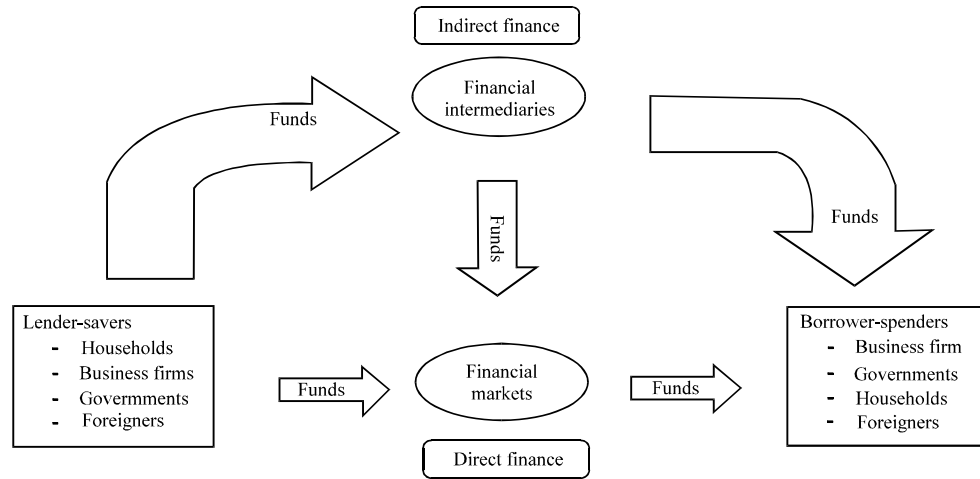 Indirect finance
Funds
Financial
intermediaries
Funds
Funds
Lender-savers
- Households
- Business firms
- Govermments
- Foreigners
Funds
Financial
markets
Funds
Borrower-spenders
- Business firm
- Governments
- Households
- Foreigners
Direct finance